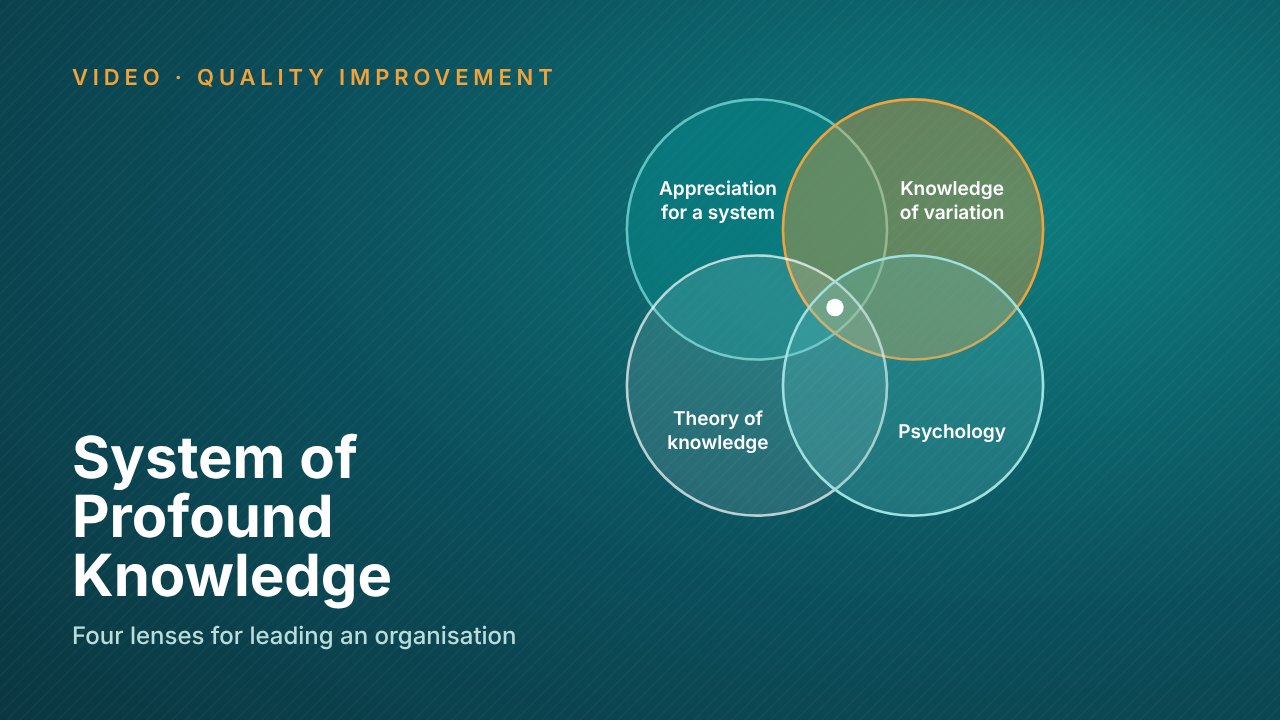 VIDEO · QUALITY IMPROVEMENT
Appreciation
for a system
Knowledge
of variation
Theory of
knowledge
Psychology
System of
Profound
Knowledge
Four lenses for leading an organisation